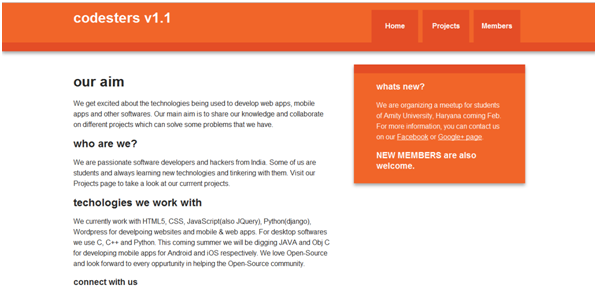 codesters v1.1
Home Projects Members
our aim
We get excited about the technologies being used to develop web apps, mobile
apps and other softwares. Our main aim is to share our knowledge and collaborate
on different projects which can solve some problems that we have.
who are we?
We are passionate software developers and hackers from India. Some of us are
students and always learning new technologies and tinkering with them. Visit our
Projects page to take a look at our currrent projects.
techologies we work with
We currently work with HTML5, CSS, JavaScript(also JQuery), Python(django),
Wordpress for delvpoing websites and mobile & web apps. For desktop softwares
we use C, C++ and Python. This coming summer we will be digging JAVA and Obj C
for developing mobile apps for Android and iOS respectively. We love Open-Source
and look forward to every oppurtunity in helping the Open-Source community.
connect with us
whats new?
We are organizing a meetup for students
of Amity University, Haryana coming Feb.
For more information, you can contact us
on our Facebook or Google+ page.
NEW MEMBERS are also
welcome.